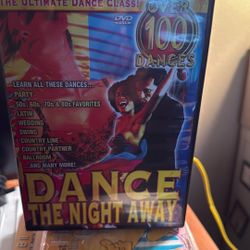 THE ULTIMATE DANCE CLASS!
DVD
OVER
100
DANCES
LEARN ALL THESE DANCES...
PARTY
50s, 60s, 70s & 80s FAVORITES
LATIN
WEDDING
SWING
COUNTRY LINE
COUNTRY PARTNER
BALLROOM
...AND MANY MORE!
DANCE
THE NIGHT AWAY